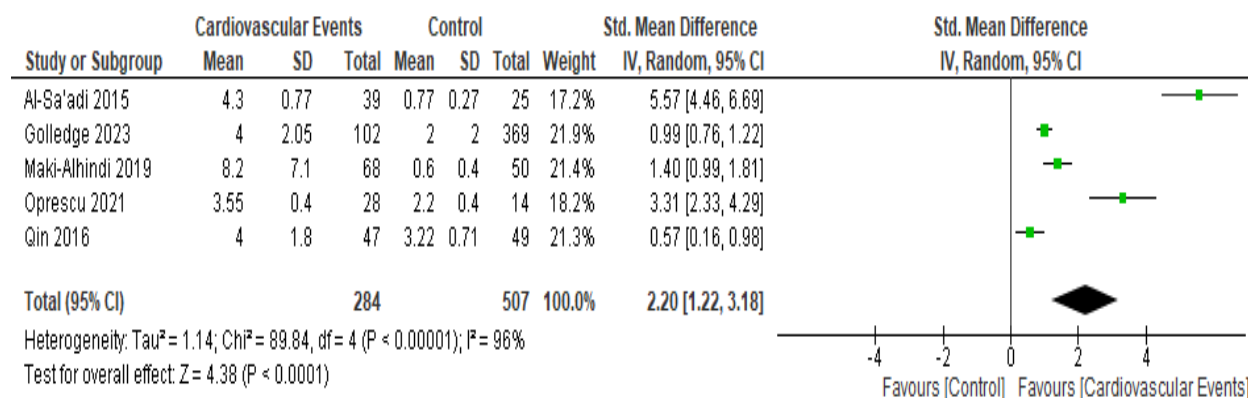 Cardiovascular Events Control Std. Mean Difference Std. Mean Difference
Study or Subgroup Mean SD Total Mean SD Total Weight IV, Random, 95% CI IV, Random, 95% CI
Al-Sa'adi 2015 4.3 0.77 39 0.77 0.27 25 17.2% 5.57 [4.46, 6.69]
Golledge 2023 4 2.05 102 2 2 369 21.9% 0.99 [0.76, 1.22]
Maki-Alhindi 2019 8.2 7.1 68 0.6 0.4 50 21.4% 1.40 [0.99, 1.81]
Oprescu 2021 3.55 0.4 28 2.2 0.4 14 18.2% 3.31 [2.33, 4.29]
Qin 2016 4 1.8 47 3.22 0.71 49 21.3% 0.57 [0.16, 0.98]
Total (95% CI) 284 507 100.0% 2.20 [1.22, 3.18]
Heterogeneity: Tau² = 1.14; Chi² = 89.84, df = 4 (P < 0.00001); I² = 96%
Test for overall effect: Z = 4.38 (P < 0.0001)
-4 -2 0 2 4
Favours [Control] Favours [Cardiovascular Events]